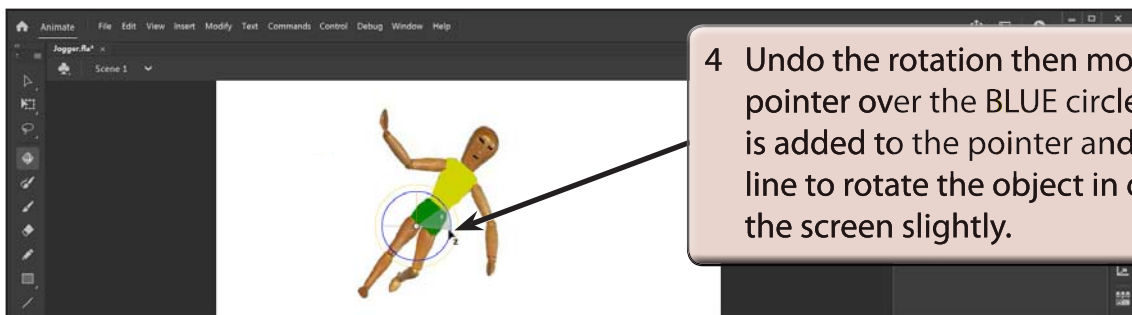 Animate File Edit View Insert Modify Text Commands Control Debug Window Help
Jogger.fla* ×
Scene 1
4 Undo the rotation then mo
pointer over the BLUE circle
is added to the pointer and
line to rotate the object in
the screen slightly.
z